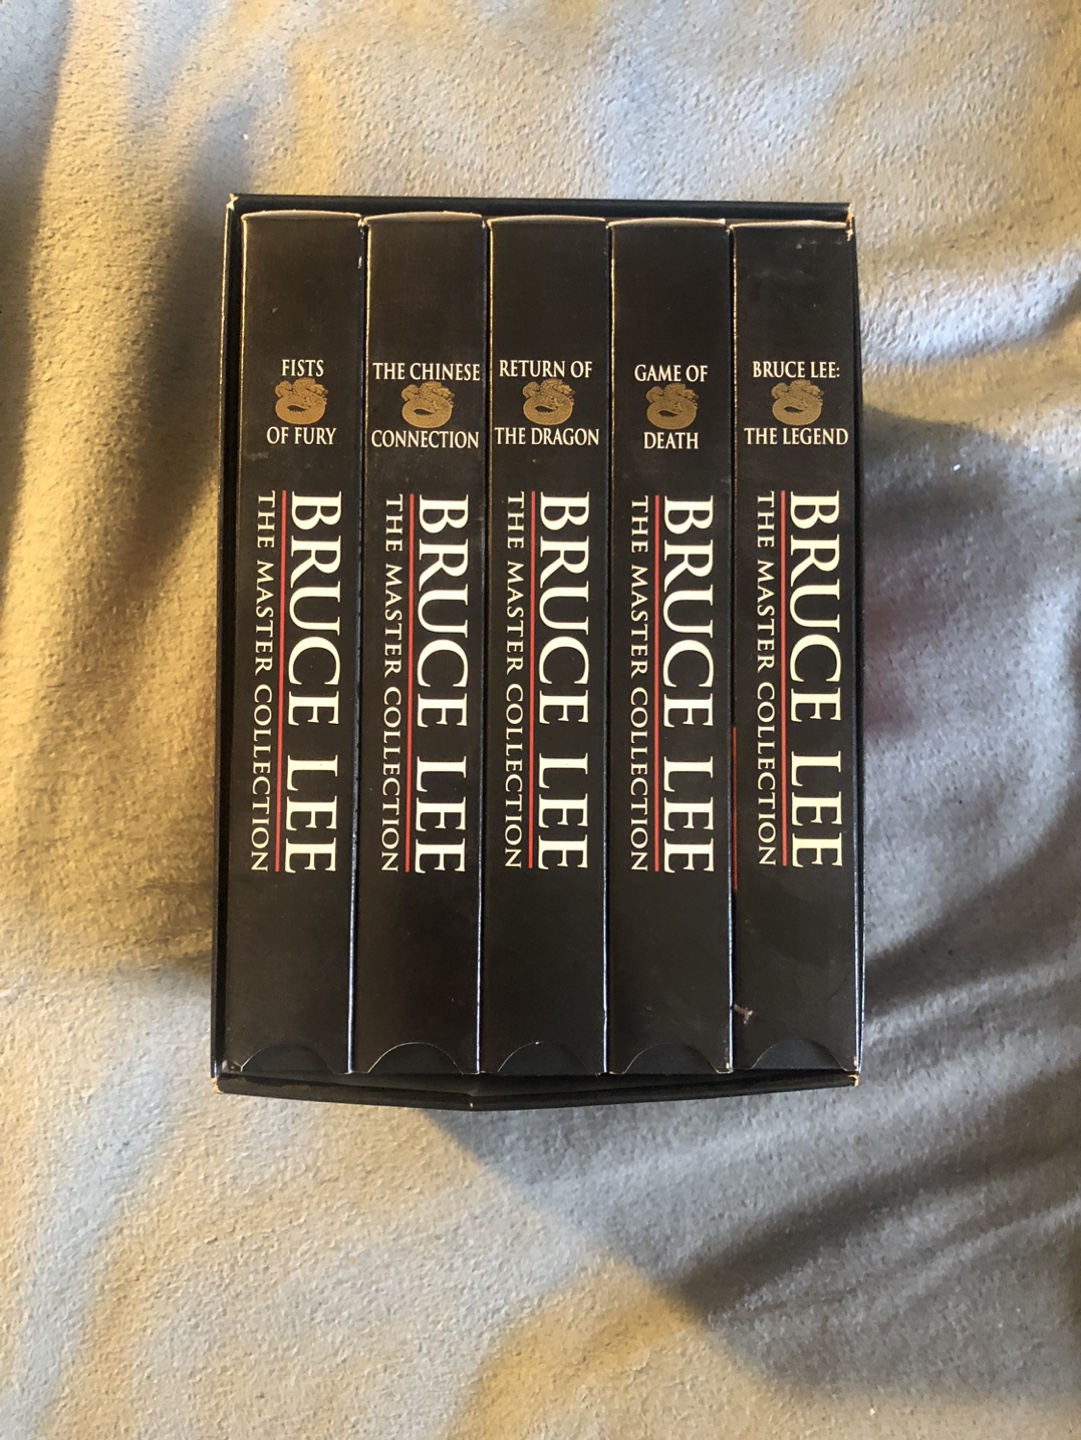 FISTS
OF FURY
BRUCE LEE
THE MASTER COLLECTION
THE CHINESE
CONNECTION
BRUCE LEE
THE MASTER COLLECTION
RETURN OF
THE DRAGON
BRUCE LEE
THE MASTER COLLECTION
GAME OF
DEATH
BRUCE LEE
THE MASTER COLLECTION
BRUCE LEE:
THE LEGEND
BRUCE LEE
THE MASTER COLLECTION